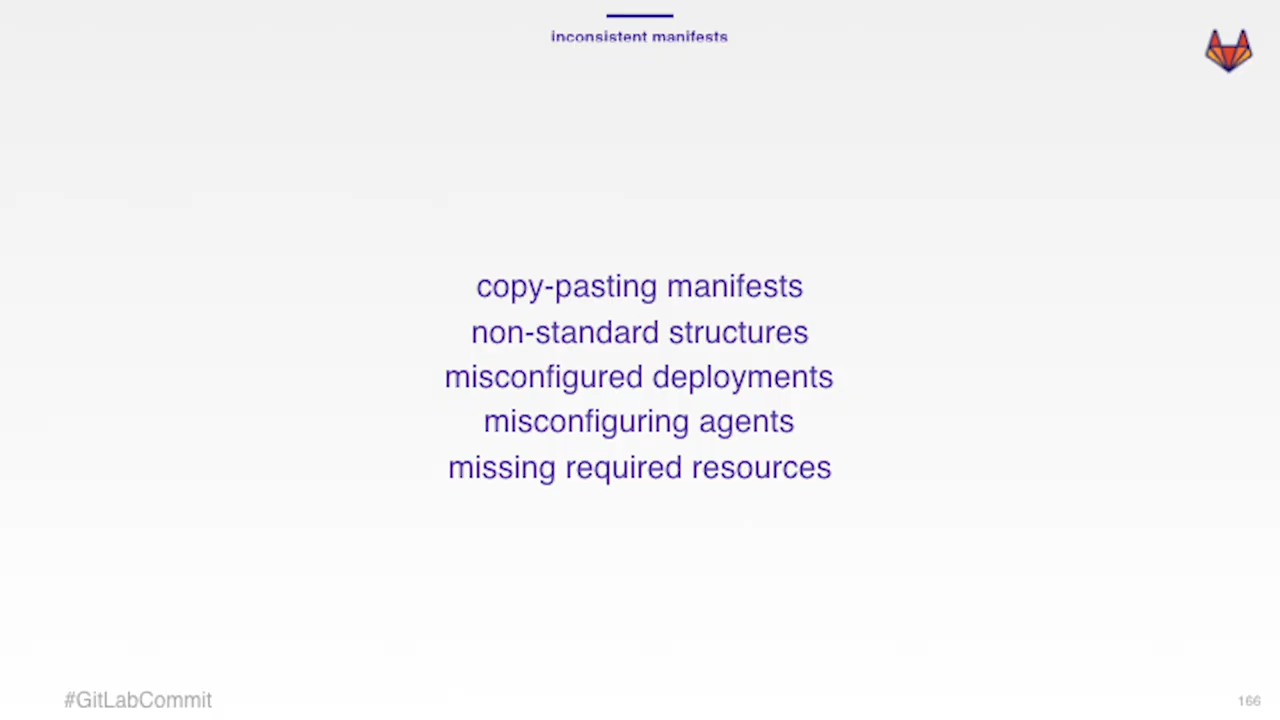 inconsistent manifests
copy-pasting manifests
non-standard structures
misconfigured deployments
misconfiguring agents
missing required resources
#GitLabCommit
166